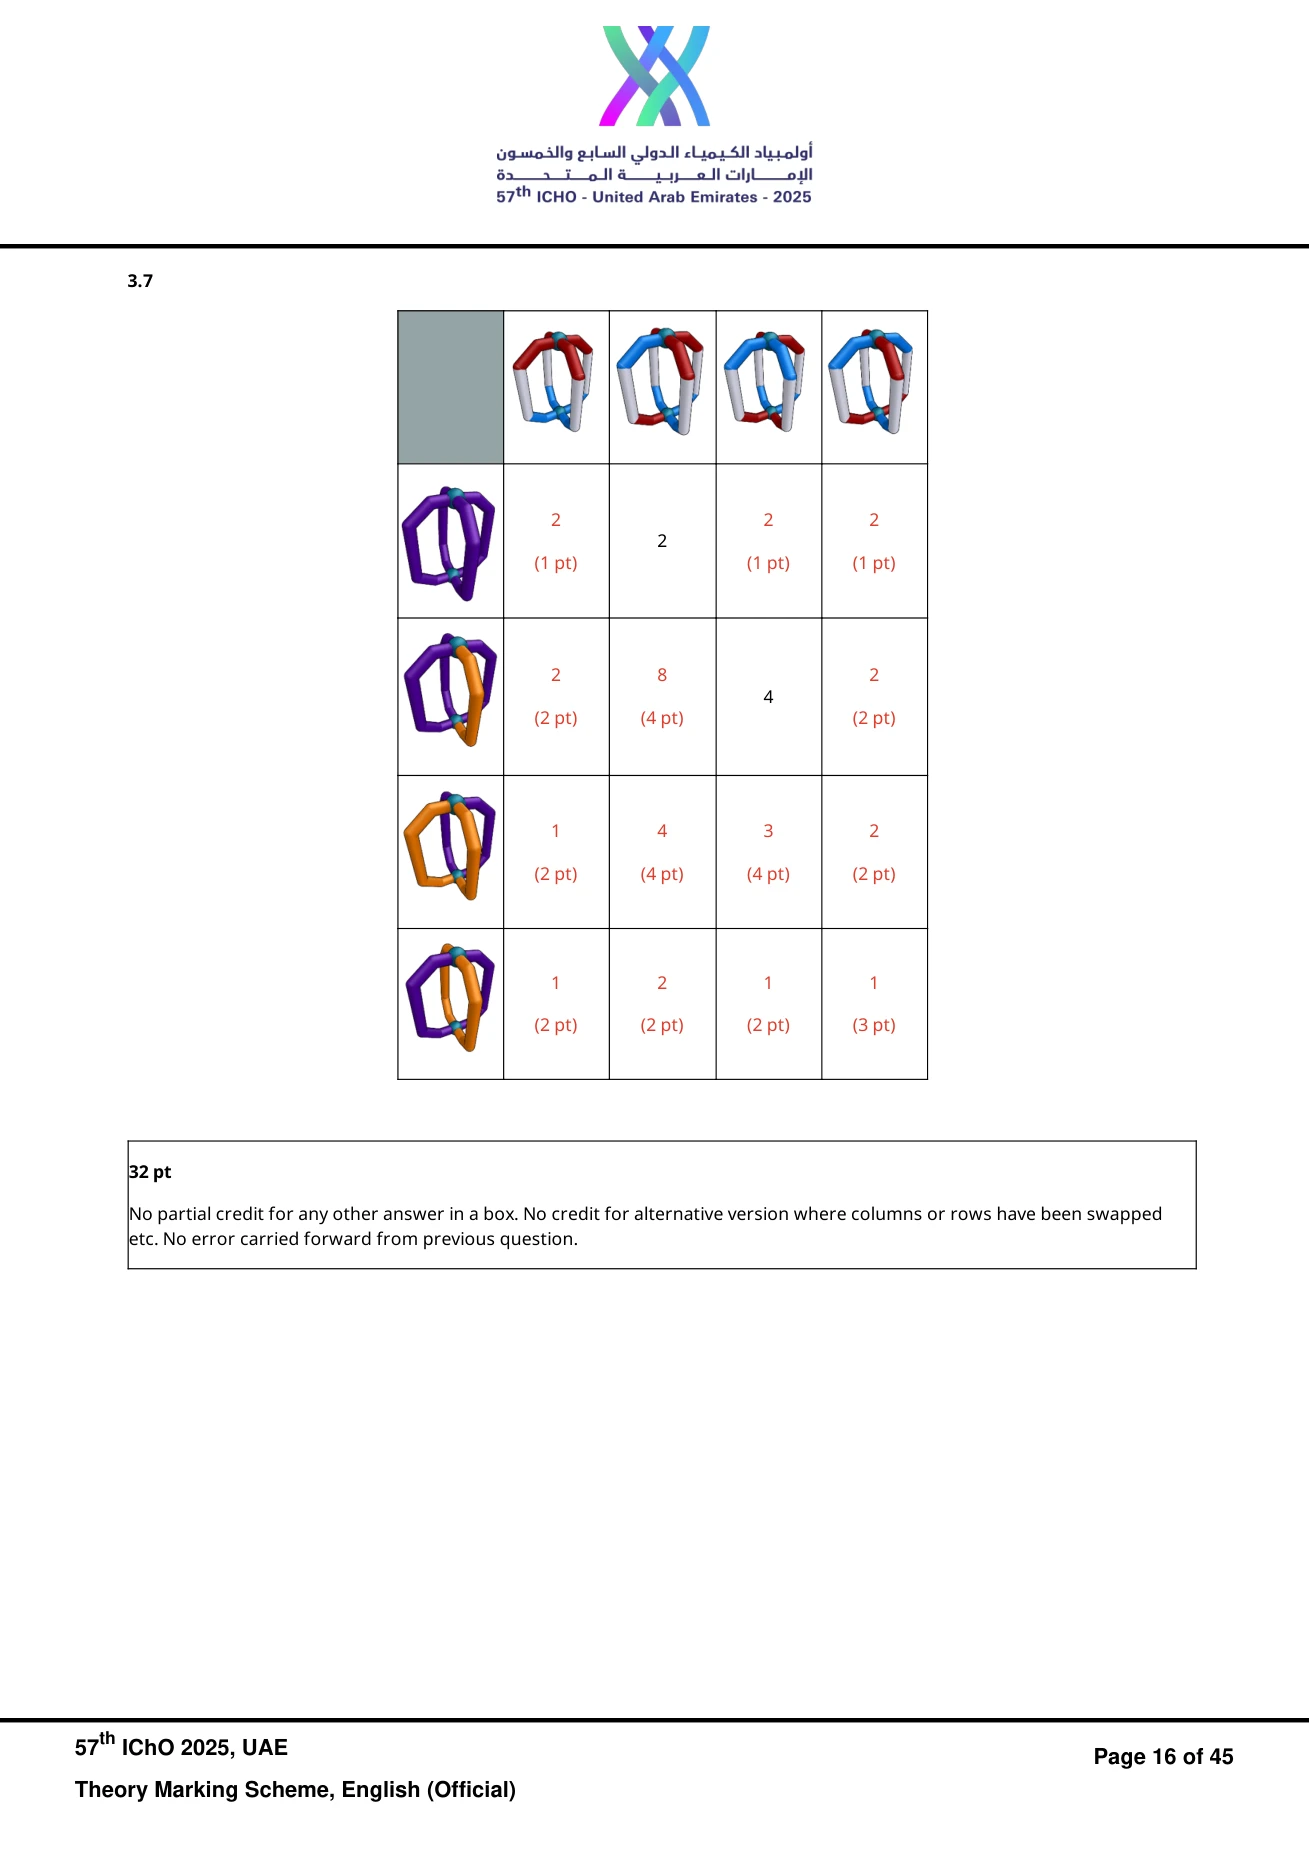 أولمبياد الكيمياء الدولي السابع والخمسون
الإمــــــارات الـعـــربـيــــــة الـمـــتـــحــــدة
57th ICHO - United Arab Emirates - 2025
3.7
2
(1 pt)
2
2
(1 pt)
2
(1 pt)
2
(2 pt)
8
(4 pt)
4
2
(2 pt)
1
(2 pt)
4
(4 pt)
3
(4 pt)
2
(2 pt)
1
(2 pt)
2
(2 pt)
1
(2 pt)
1
(3 pt)
32 pt
No partial credit for any other answer in a box. No credit for alternative version where columns or rows have been swapped
etc. No error carried forward from previous question.
57th IChO 2025, UAE
Page 16 of 45
Theory Marking Scheme, English (Official)